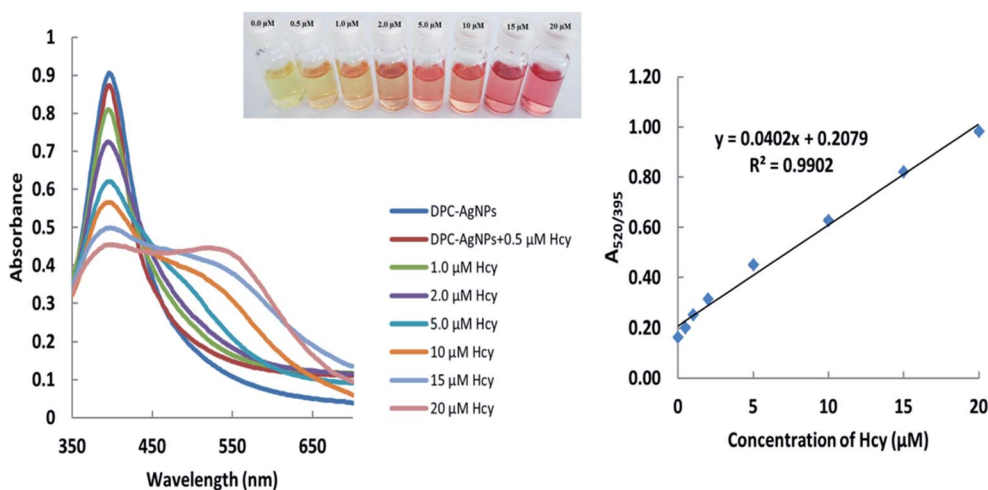 0.0 µM 0.5 µM 1.0 µM 2.0 µM 5.0 µM 10 µM 15 µM 20 µM
1
0.9
0.8
0.7
0.6
0.5
0.4
0.3
0.2
0.1
0
Absorbance
350 450 550 650
Wavelength (nm)
DPC-AgNPs
DPC-AgNPs+0.5 µM Hcy
1.0 µM Hcy
2.0 µM Hcy
5.0 µM Hcy
10 µM Hcy
15 µM Hcy
20 µM Hcy
1.20
1.00
0.80
0.60
0.40
0.20
0.00
A520/395
y = 0.0402x + 0.2079
R² = 0.9902
0 5 10 15 20
Concentration of Hcy (µM)